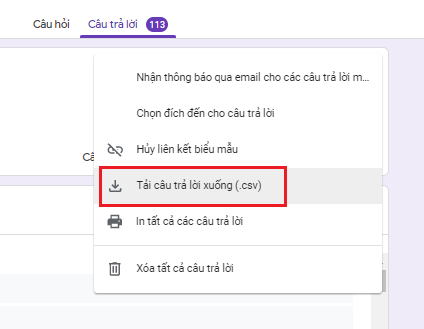 Câu hỏi Câu trả lời 113
Nhận thông báo qua email cho các câu trả lời m...
Chọn đích đến cho câu trả lời
Câ
Hủy liên kết biểu mẫu
Tải câu trả lời xuống (.csv)
In tất cả các câu trả lời
Xóa tất cả câu trả lời